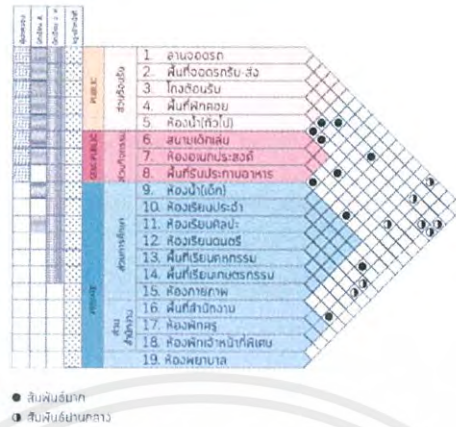 PUBLIC
ส่วนต้อนรับ
1. ลานจอดรถ
2. พื้นที่จอดรถรับ-ส่ง
3. โถงต้อนรับ
4. พื้นที่พักคอย
5. ห้องน้ำ(ทั่วไป)
ส่วนกิจกรรม
6. สนามเด็กเล่น
7. ห้องอเนกประสงค์
8. พื้นที่รับประทานอาหาร
ส่วนการศึกษา
9. ห้องน้ำ(เด็ก)
10. ห้องเรียนประจำ
11. ห้องเรียนศิลปะ
12. ห้องเรียนดนตรี
13. พื้นที่เรียนคหกรรม
14. พื้นที่เรียนเกษตรกรรม
15. ห้องกายภาพ
ส่วนสำนักงาน
16. พื้นที่สำนักงาน
17. ห้องพักครู
18. ห้องพักเจ้าหน้าที่พิเศษ
19. ห้องพยาบาล
สัมพันธ์มาก
สัมพันธ์ปานกลาง